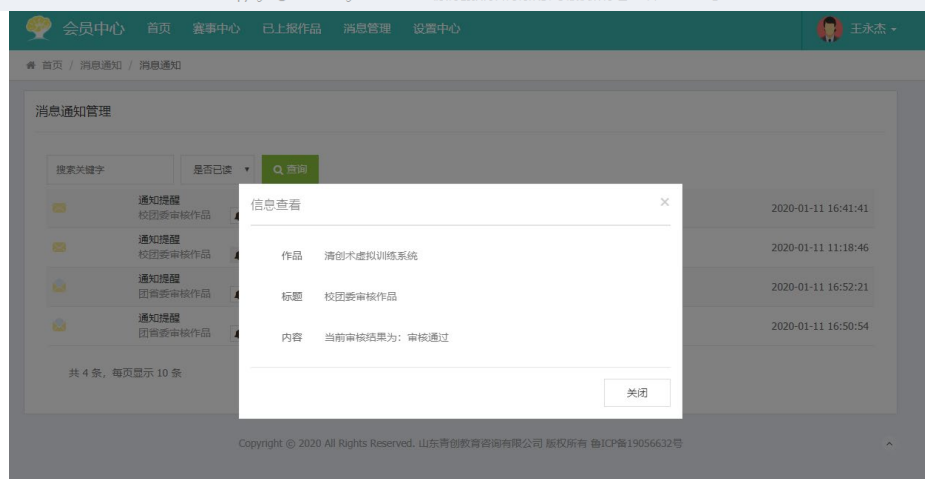 会员中心 首页 赛事中心 已上报作品 消息管理 设置中心 王永杰
首页 / 消息通知 / 消息通知
消息通知管理
搜索关键字 是否已读 查询
信息查看 ×
作品 清创术虚拟训练系统
标题 校团委审核作品
内容 当前审核结果为：审核通过
关闭
通知提醒
校团委审核作品
2020-01-11 16:41:41
通知提醒
校团委审核作品
2020-01-11 11:18:46
通知提醒
团省委审核作品
2020-01-11 16:52:21
通知提醒
团省委审核作品
2020-01-11 16:50:54
共 4 条，每页显示 10 条
Copyright © 2020 All Rights Reserved. 山东青创教育咨询有限公司 版权所有 鲁ICP备19056632号